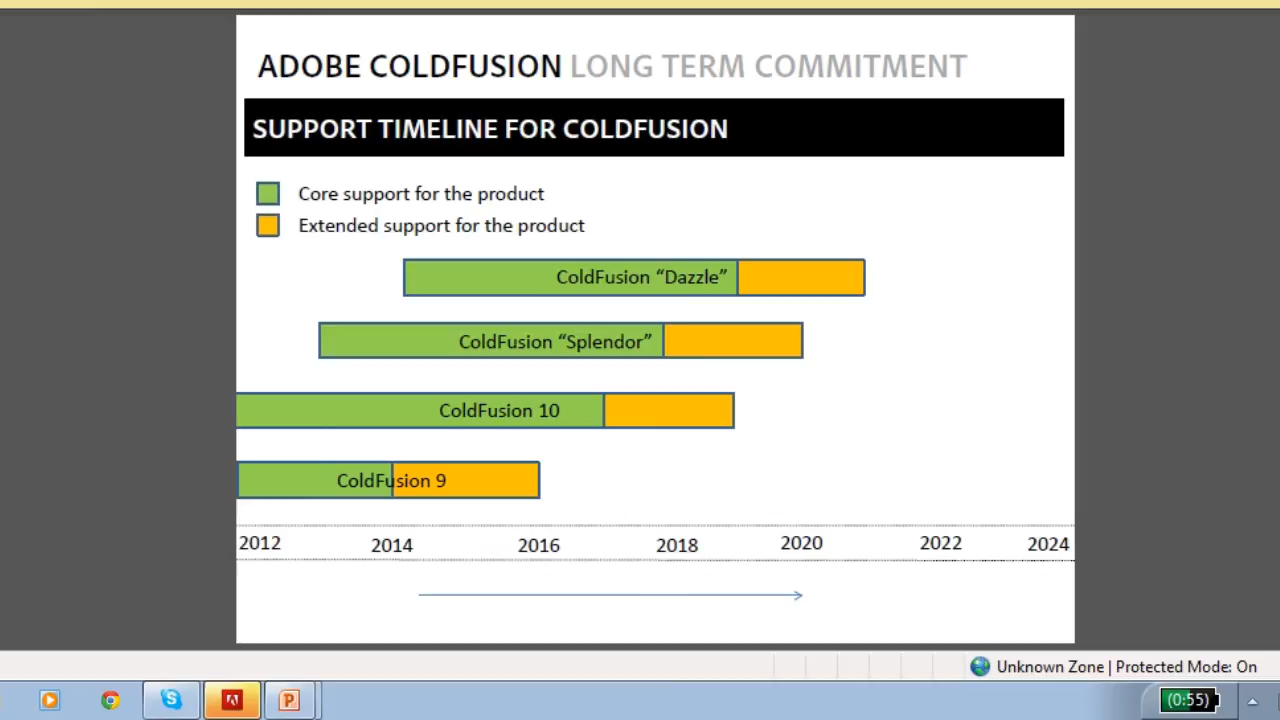 ADOBE COLDFUSION LONG TERM COMMITMENT
SUPPORT TIMELINE FOR COLDFUSION
Core support for the product
Extended support for the product
ColdFusion “Dazzle”
ColdFusion “Splendor”
ColdFusion 10
ColdFusion 9
2012 2014 2016 2018 2020 2022 2024
Unknown Zone | Protected Mode: On
(0:55)